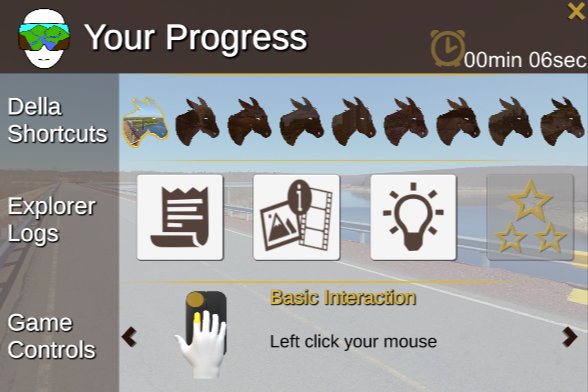 Your Progress
00min 06sec
Della
Shortcuts
Explorer
Logs
i
Game
Controls
Basic Interaction
Left click your mouse